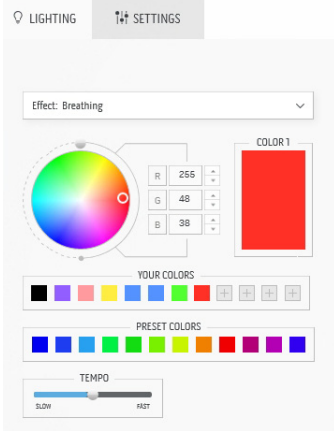 LIGHTING
SETTINGS
Effect: Breathing
COLOR 1
R 255
G 48
B 38
YOUR COLORS
PRESET COLORS
TEMPO
SLOW FAST